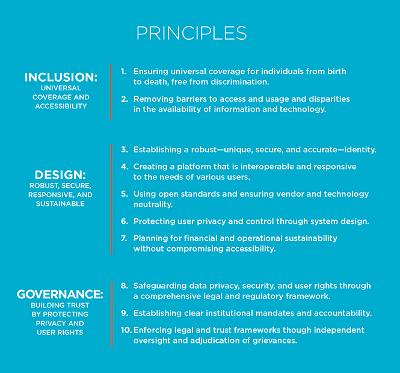 PRINCIPLES
INCLUSION:
UNIVERSAL
COVERAGE AND
ACCESSIBILITY
1. Ensuring universal coverage for individuals from birth
to death, free from discrimination.
2. Removing barriers to access and usage and disparities
in the availability of information and technology.
DESIGN:
ROBUST, SECURE,
RESPONSIVE, AND
SUSTAINABLE
3. Establishing a robust—unique, secure, and accurate—identity.
4. Creating a platform that is interoperable and responsive
to the needs of various users.
5. Using open standards and ensuring vendor and technology
neutrality.
6. Protecting user privacy and control through system design.
7. Planning for financial and operational sustainability
without compromising accessibility.
GOVERNANCE:
BUILDING TRUST
BY PROTECTING
PRIVACY AND
USER RIGHTS
8. Safeguarding data privacy, security, and user rights through
a comprehensive legal and regulatory framework.
9. Establishing clear institutional mandates and accountability.
10. Enforcing legal and trust frameworks though independent
oversight and adjudication of grievances.